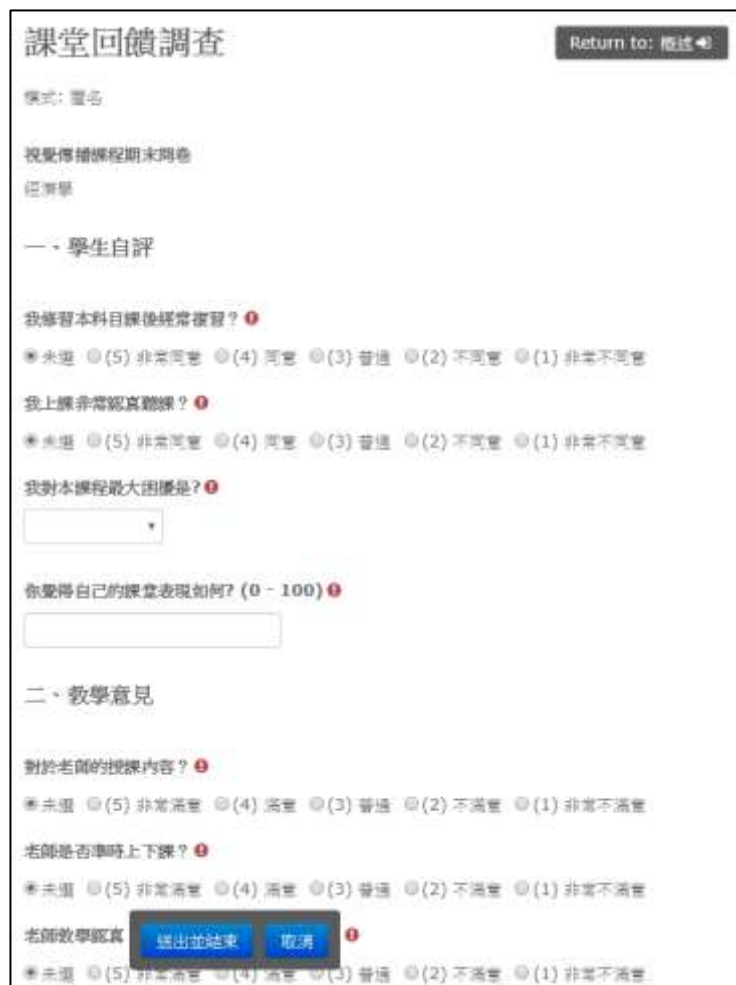 課堂回饋調查
Return to: 概述
模式: 匿名
視覺傳播課程期末問卷
經濟學
一、學生自評
我修習本科目課後經常複習?
未選 (5) 非常同意 (4) 同意 (3) 普通 (2) 不同意 (1) 非常不同意
我上課非常認真聽課?
未選 (5) 非常同意 (4) 同意 (3) 普通 (2) 不同意 (1) 非常不同意
我對本課程最大困擾是?
你覺得自己的課堂表現如何? (0 - 100)
二、教學意見
對於老師的授課內容?
未選 (5) 非常滿意 (4) 滿意 (3) 普通 (2) 不滿意 (1) 非常不滿意
老師是否準時上下課?
未選 (5) 非常滿意 (4) 滿意 (3) 普通 (2) 不滿意 (1) 非常不滿意
老師教學認真
送出並結束 取消
未選 (5) 非常滿意 (4) 滿意 (3) 普通 (2) 不滿意 (1) 非常不滿意